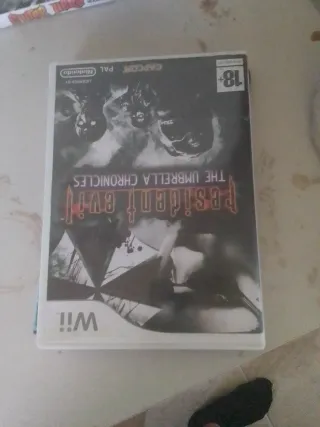 Wii
resident evil
THE UMBRELLA CHRONICLES
18+
CAPCOM
PAL
Nintendo